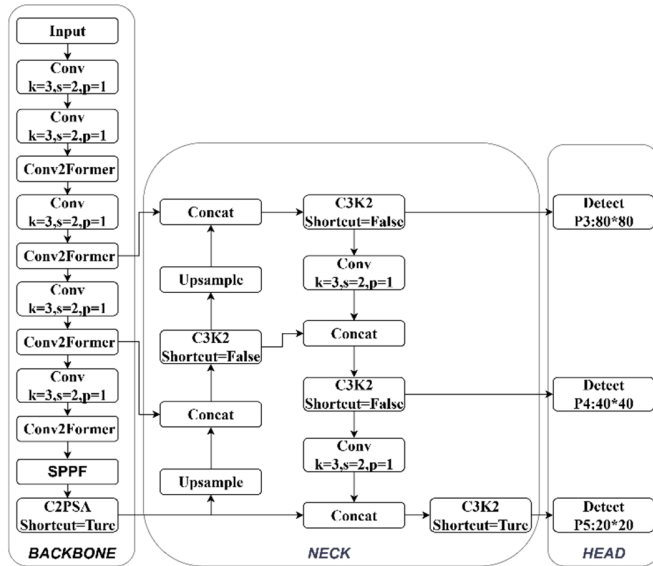 Input
Conv
k=3,s=2,p=1
Conv
k=3,s=2,p=1
Conv2Former
Conv
k=3,s=2,p=1
Conv2Former
Conv
k=3,s=2,p=1
Conv2Former
Conv
k=3,s=2,p=1
Conv2Former
SPPF
C2PSA
Shortcut=Turc
BACKBONE
Concat
Upsample
C3K2
Shortcut=False
Concat
Upsample
C3K2
Shortcut=False
Conv
k=3,s=2,p=1
Concat
C3K2
Shortcut=False
Conv
k=3,s=2,p=1
Concat
C3K2
Shortcut=Turc
NECK
Detect
P3:80*80
Detect
P4:40*40
Detect
P5:20*20
HEAD